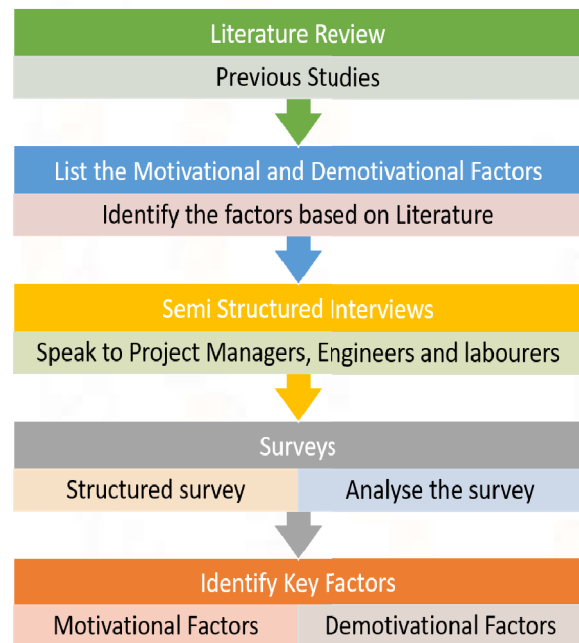 Literature Review
Previous Studies
List the Motivational and Demotivational Factors
Identify the factors based on Literature
Semi Structured Interviews
Speak to Project Managers, Engineers and labourers
Surveys
Structured survey
Analyse the survey
Identify Key Factors
Motivational Factors
Demotivational Factors